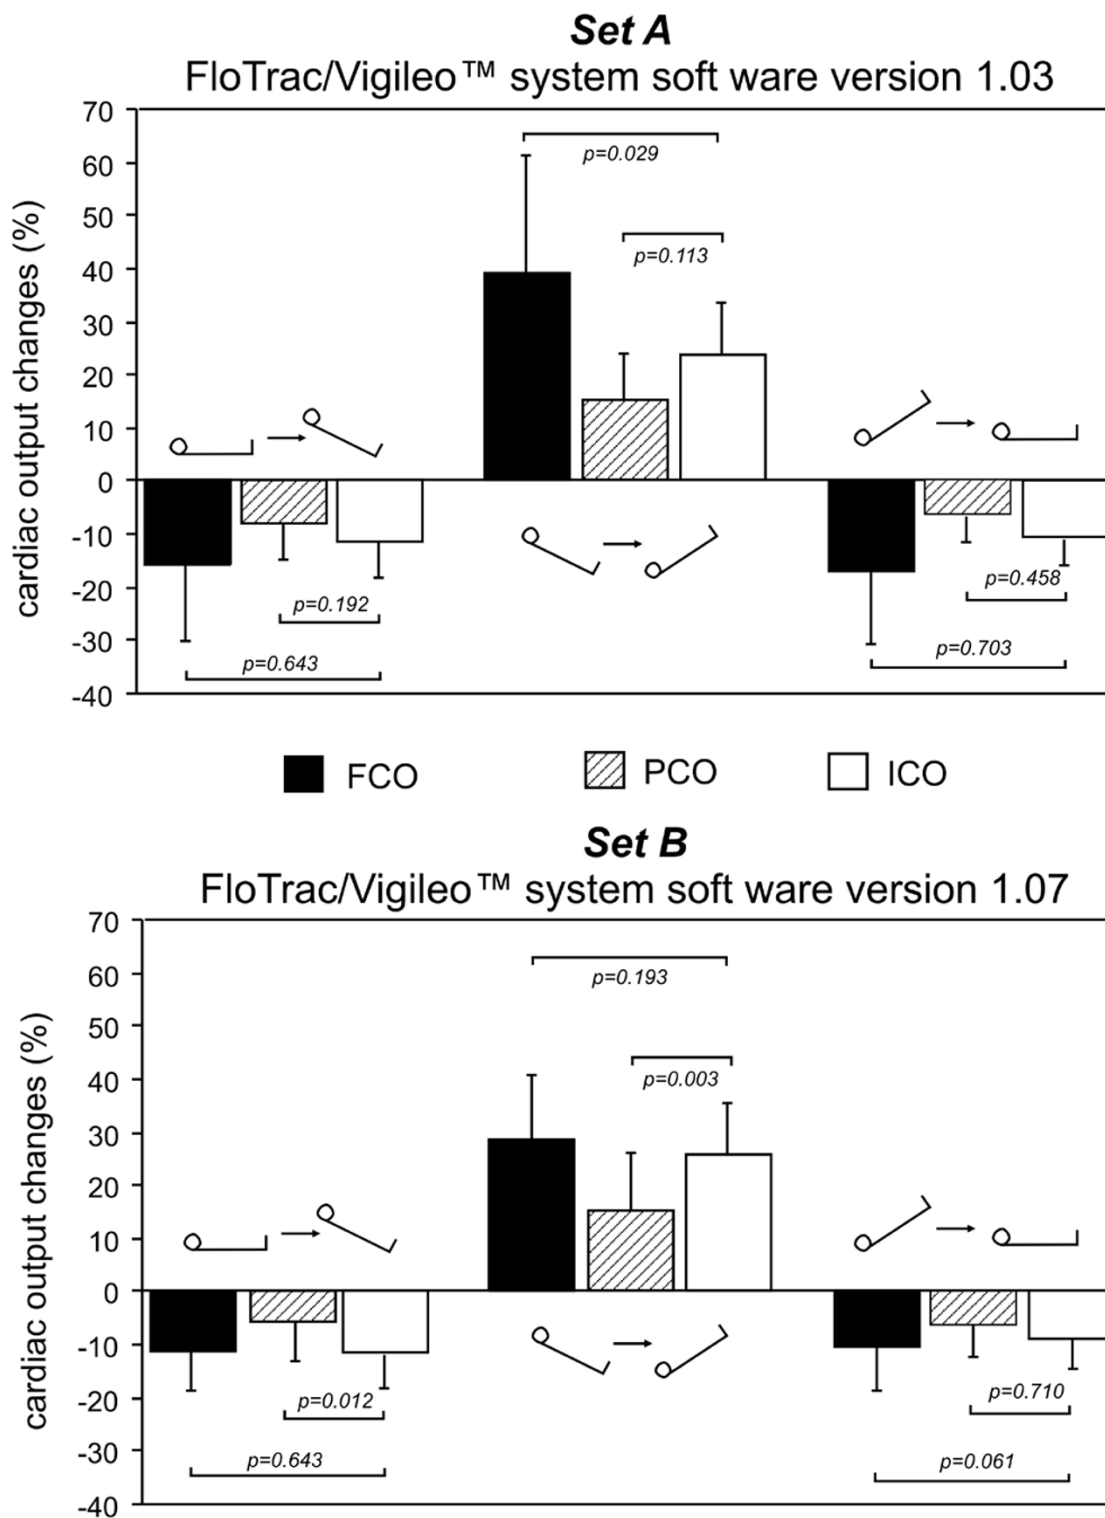 Set A
FloTrac/Vigileo™ system soft ware version 1.03
cardiac output changes (%)
70
60
50
40
30
20
10
0
-10
-20
-30
-40
p=0.029
p=0.113
p=0.192
p=0.643
p=0.458
p=0.703
FCO PCO ICO
Set B
FloTrac/Vigileo™ system soft ware version 1.07
cardiac output changes (%)
70
60
50
40
30
20
10
0
-10
-20
-30
-40
p=0.193
p=0.003
p=0.012
p=0.643
p=0.710
p=0.061